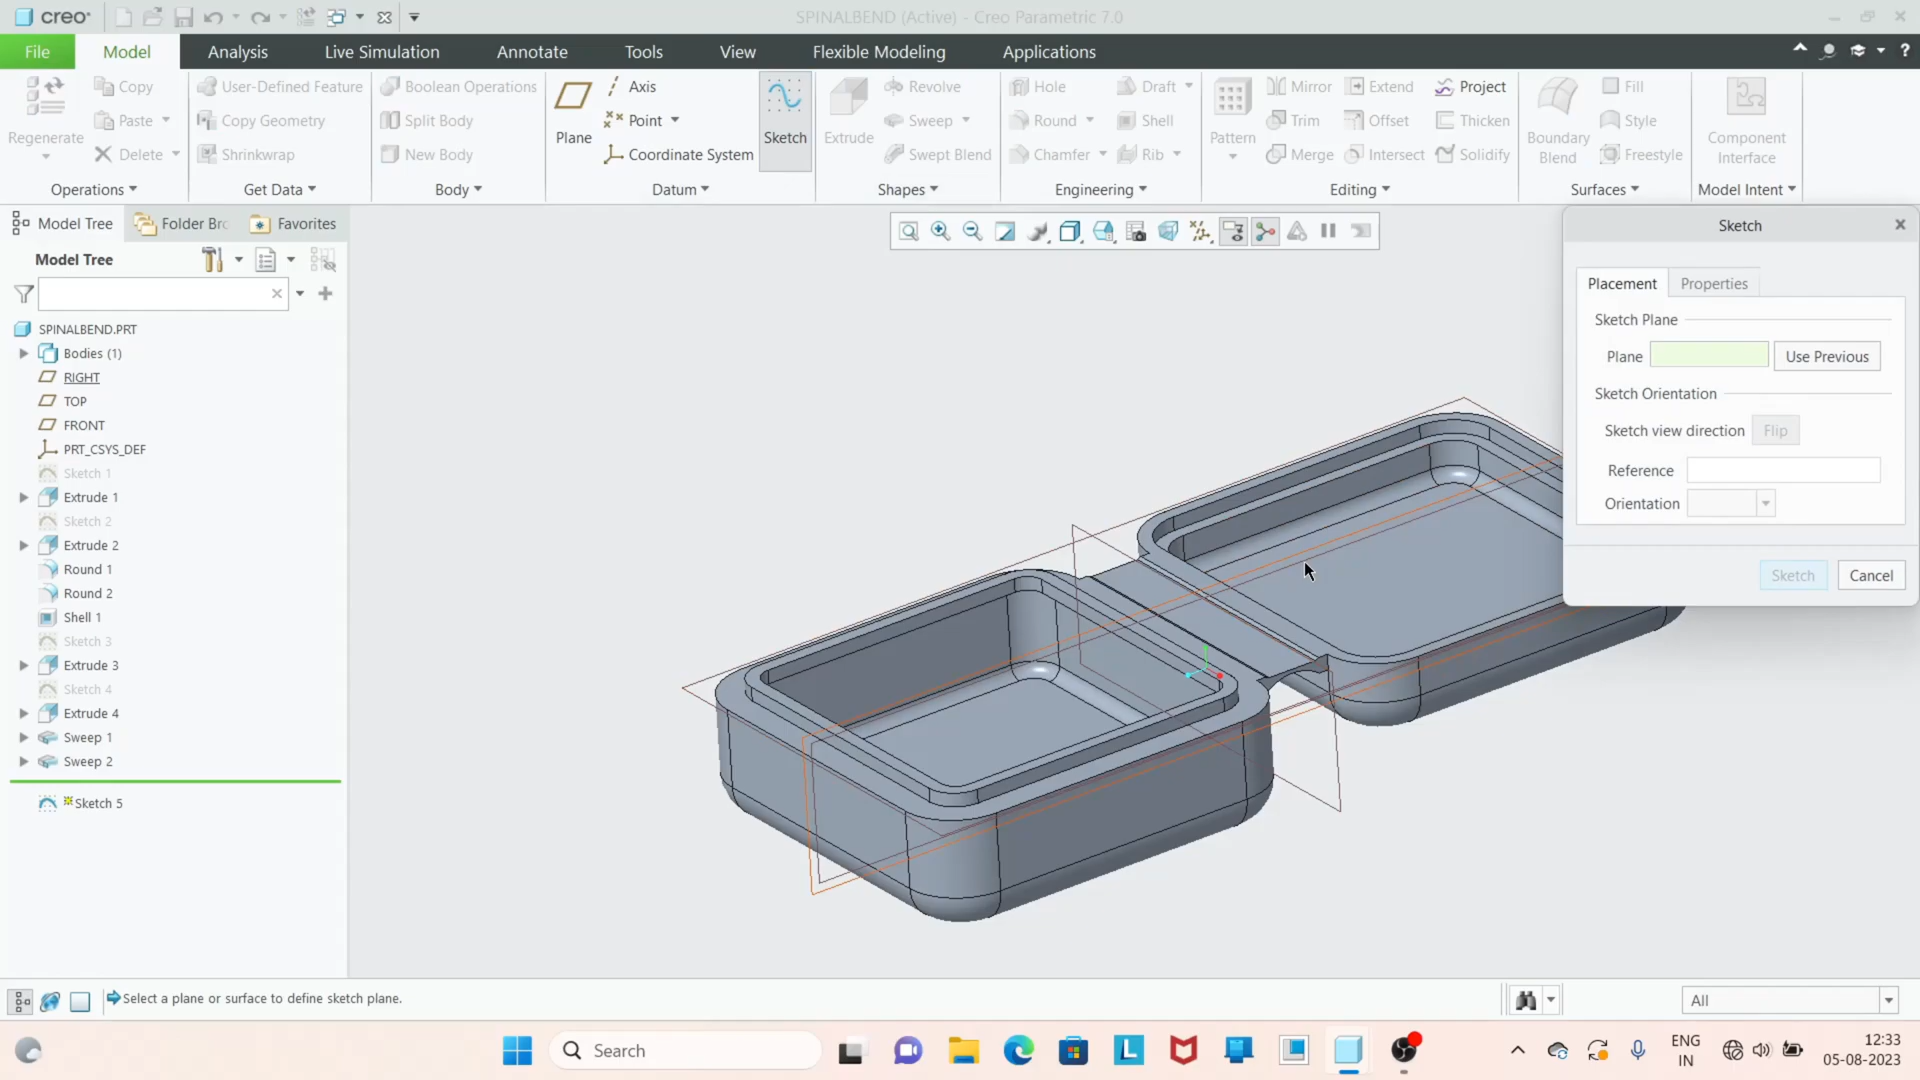 creo
SPINALBEND (Active) - Creo Parametric 7.0
File
Model
Analysis
Live Simulation
Annotate
Tools
View
Flexible Modeling
Applications
Regenerate
Copy
Paste
Delete
Operations
User-Defined Feature
Copy Geometry
Shrinkwrap
Get Data
Boolean Operations
Split Body
New Body
Body
Plane
Axis
Point
Coordinate System
Sketch
Datum
Extrude
Revolve
Sweep
Swept Blend
Shapes
Hole
Round
Chamfer
Draft
Shell
Rib
Engineering
Pattern
Mirror
Trim
Merge
Extend
Offset
Intersect
Project
Thicken
Solidify
Editing
Boundary
Blend
Fill
Style
Freestyle
Surfaces
Component
Interface
Model Intent
Model Tree
Folder Bro
Favorites
Model Tree
SPINALBEND.PRT
Bodies (1)
RIGHT
TOP
FRONT
PRT_CSYS_DEF
Sketch 1
Extrude 1
Sketch 2
Extrude 2
Round 1
Round 2
Shell 1
Sketch 3
Extrude 3
Sketch 4
Extrude 4
Sweep 1
Sweep 2
Sketch 5
Sketch
Placement
Properties
Sketch Plane
Plane
Use Previous
Sketch Orientation
Sketch view direction
Flip
Reference
Orientation
Sketch
Cancel
Select a plane or surface to define sketch plane.
All
Search
ENG
IN
12:33
05-08-2023